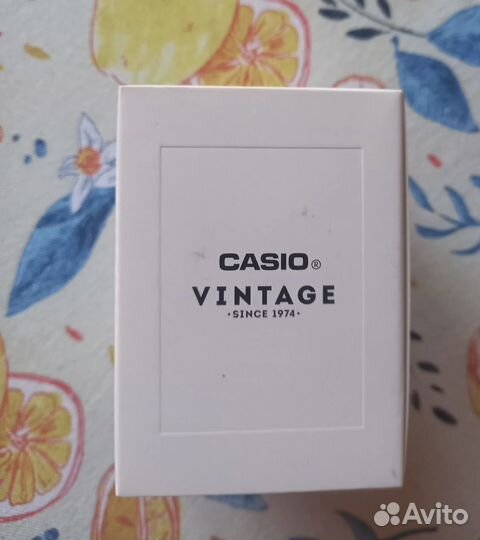 CASIO®
VINTAGE
·SINCE 1974·
Avito